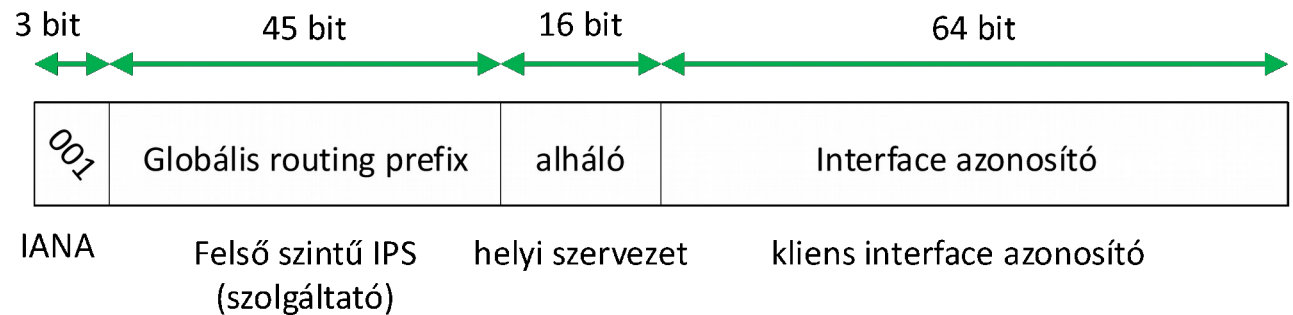 3 bit 45 bit 16 bit 64 bit
001 Globális routing prefix alháló Interface azonosító
IANA Felső szintű IPS helyi szervezet kliens interface azonosító
(szolgáltató)